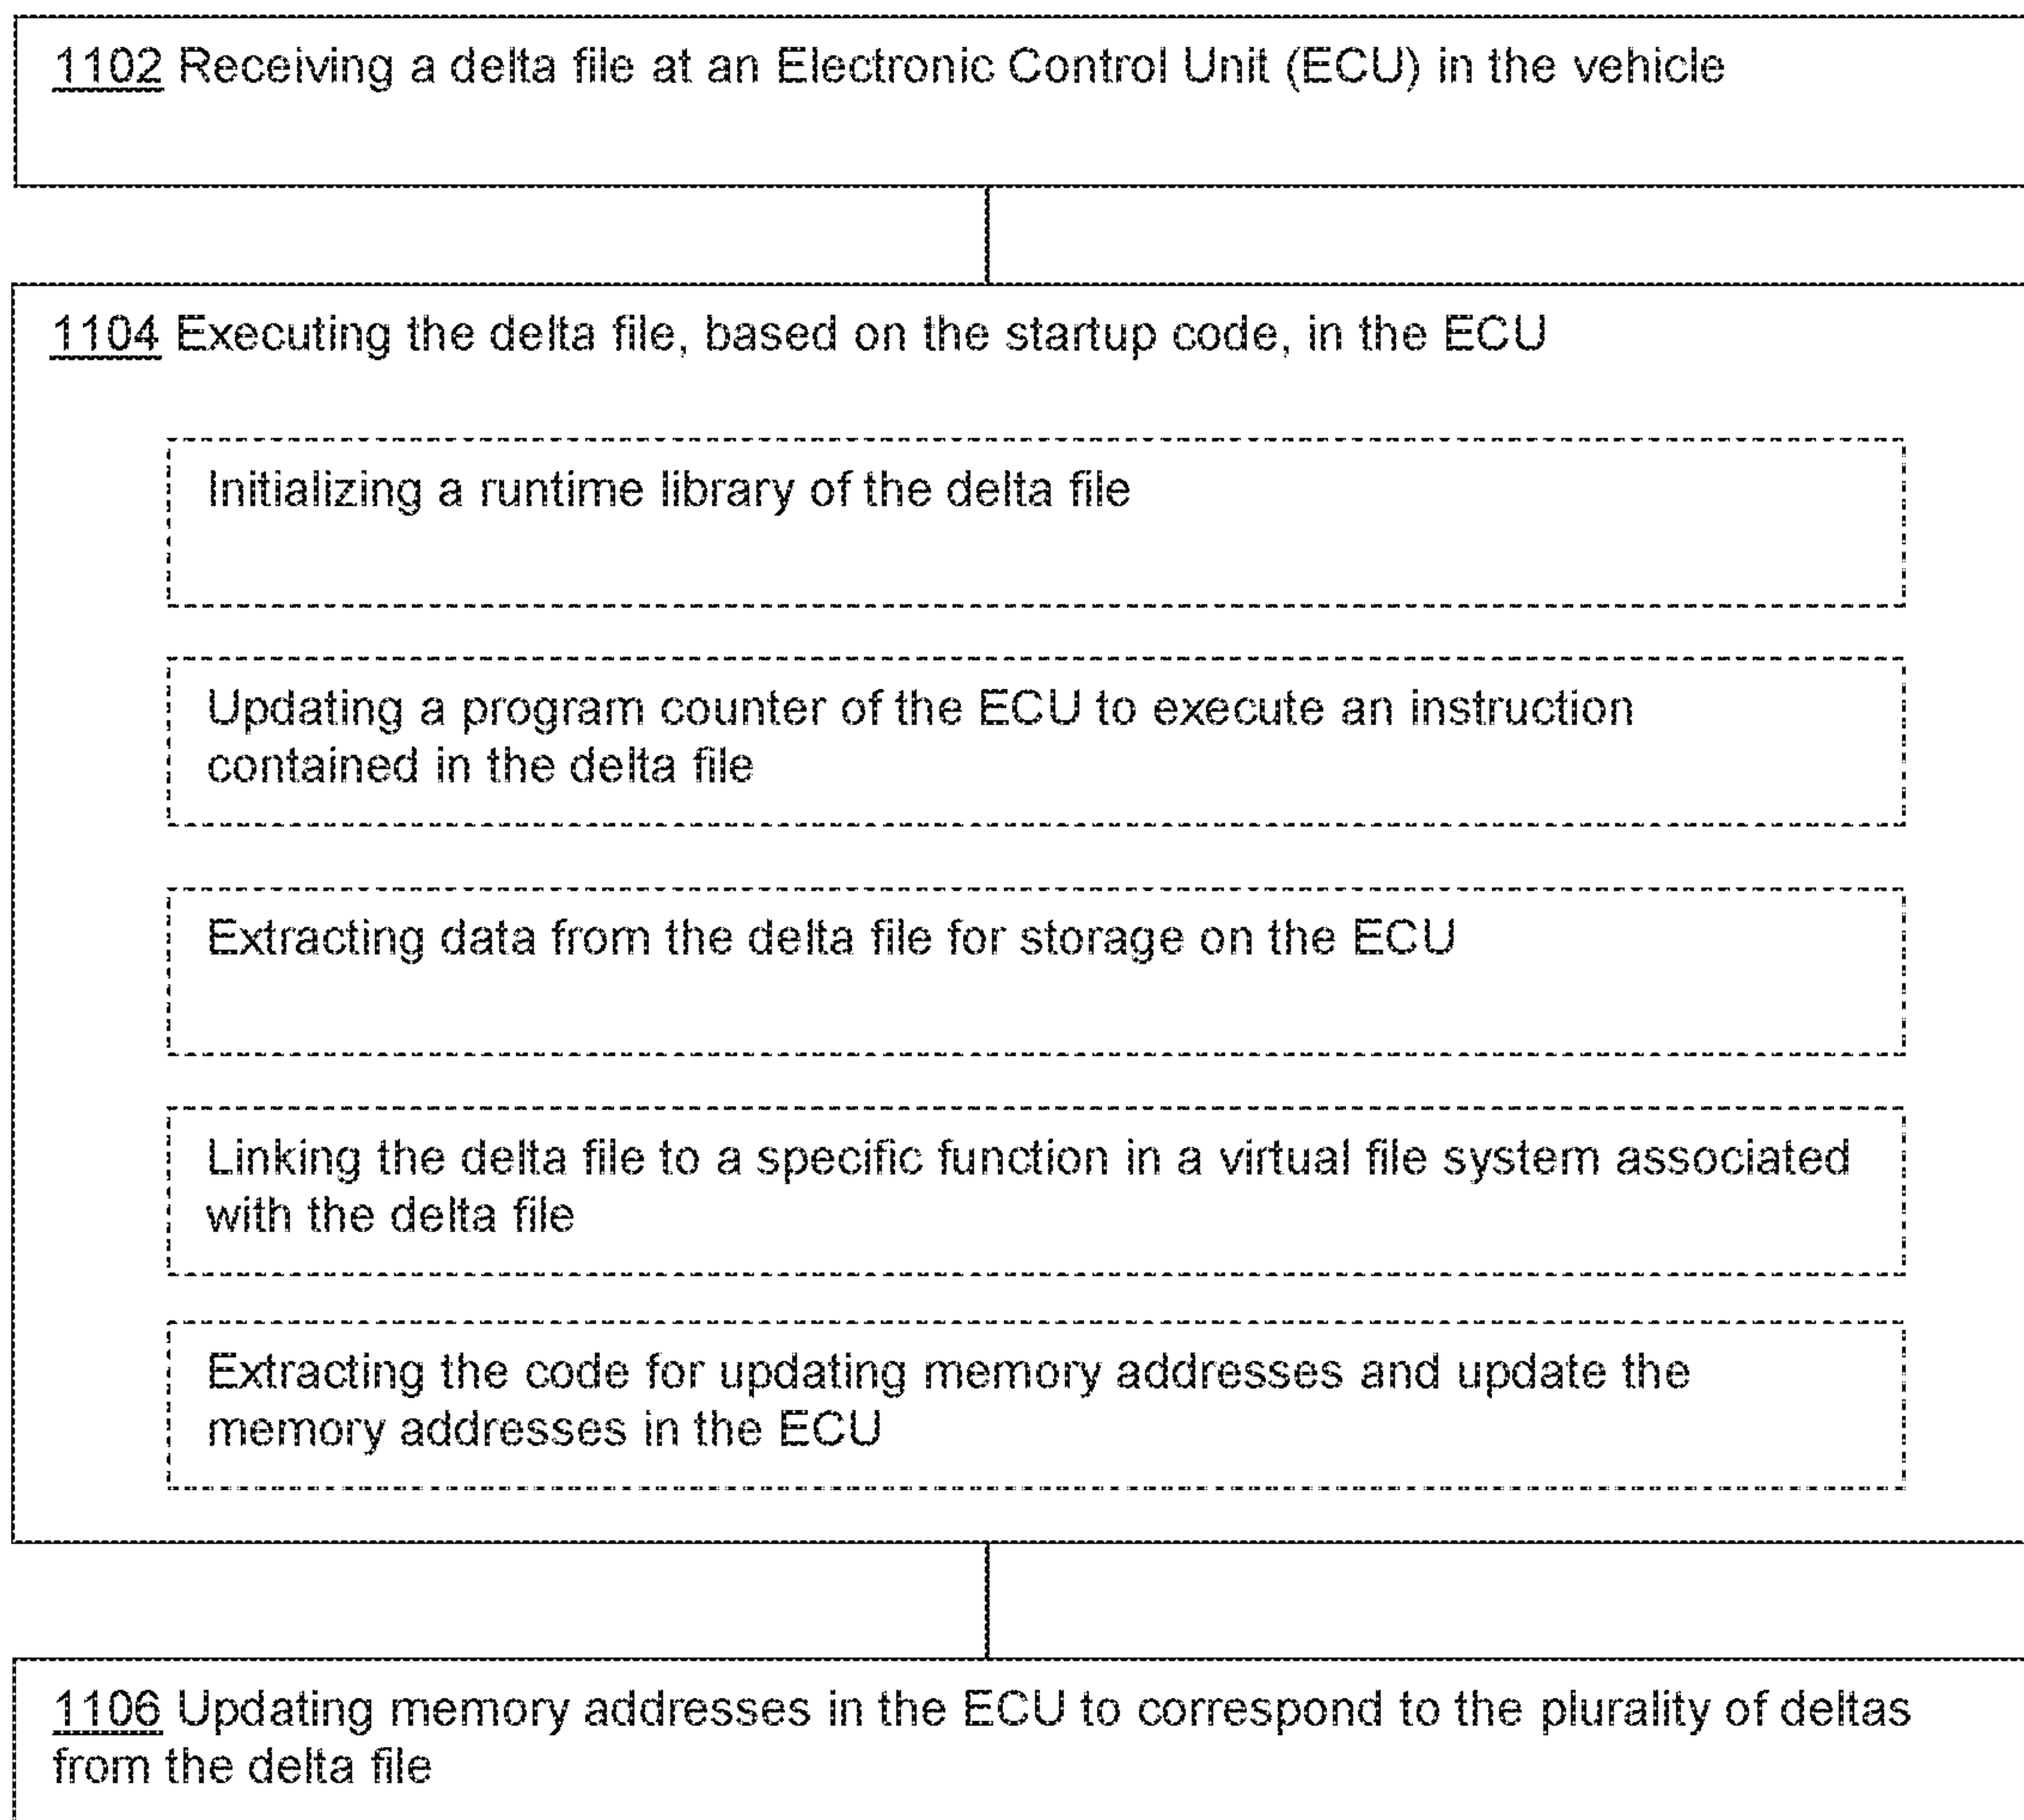 1102 Receiving a delta file at an Electronic Control Unit (ECU) in the vehicle
1104 Executing the delta file, based on the startup code, in the ECU
Initializing a runtime library of the delta file
Updating a program counter of the ECU to execute an instruction
contained in the delta file
Extracting data from the delta file for storage on the ECU
Linking the delta file to a specific function in a virtual file system associated
with the delta file
Extracting the code for updating memory addresses and update the
memory addresses in the ECU
1106 Updating memory addresses in the ECU to correspond to the plurality of deltas
from the delta file